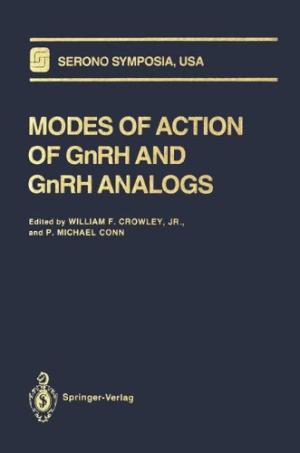 SERONO SYMPOSIA, USA
MODES OF ACTION
OF GnRH AND
GnRH ANALOGS
Edited by WILLIAM F. CROWLEY, JR.,
and P. MICHAEL CONN
Springer-Verlag